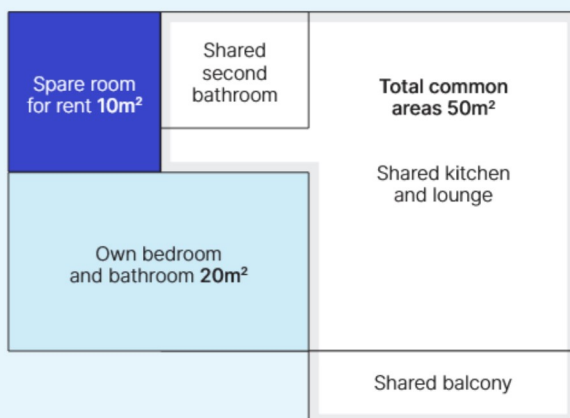 Spare room
for rent 10m²
Shared
second
bathroom
Total common
areas 50m²
Shared kitchen
and lounge
Own bedroom
and bathroom 20m²
Shared balcony